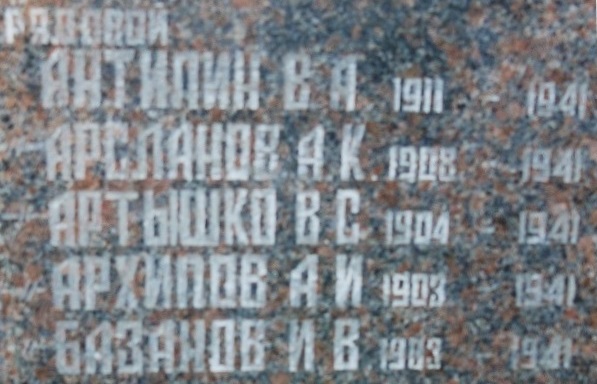 РЯДОВОЙ
АНТИПИН В А 1911 - 1941
-//- АРСЛАНОВ А К. 1908 - 1941
-//- АРТЫШКО В С 1904 - 1941
-//- АРХИПОВ А И 1903 - 1941
-//- БАЗАНОВ И В 1903 - 1941